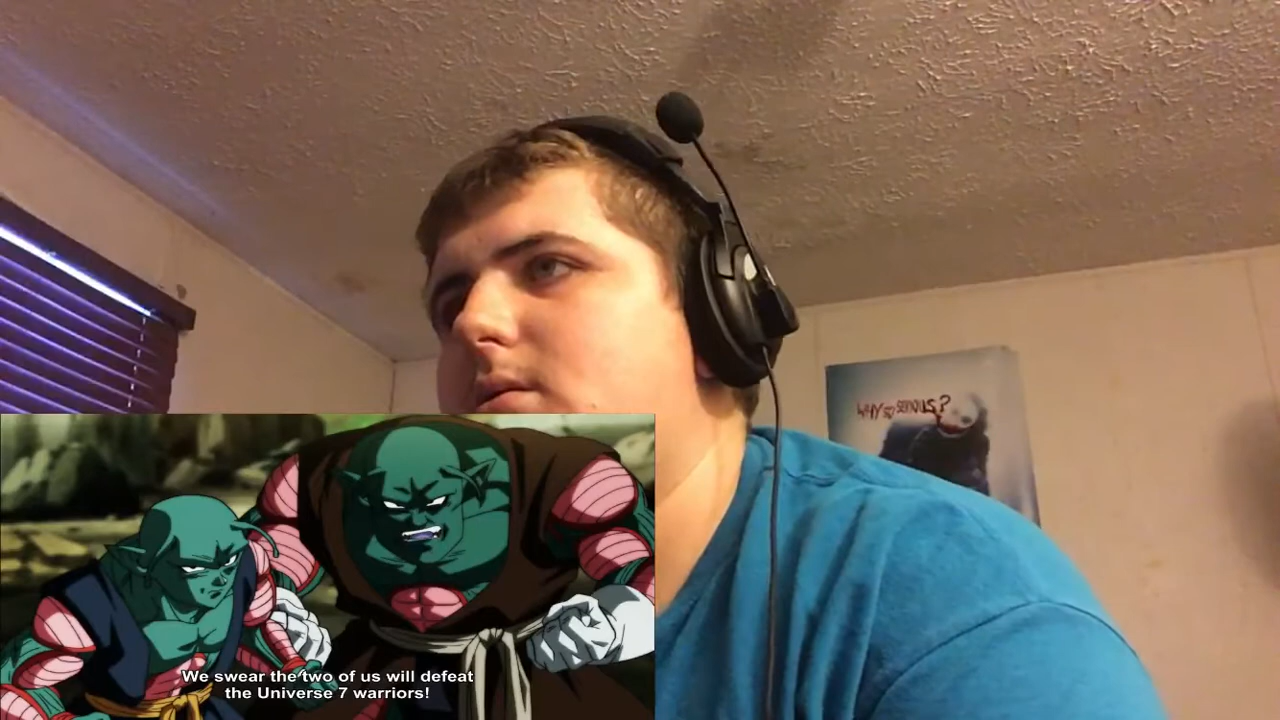 WHY SO SERIOUS?
We swear the two of us will defeat
the Universe 7 warriors!